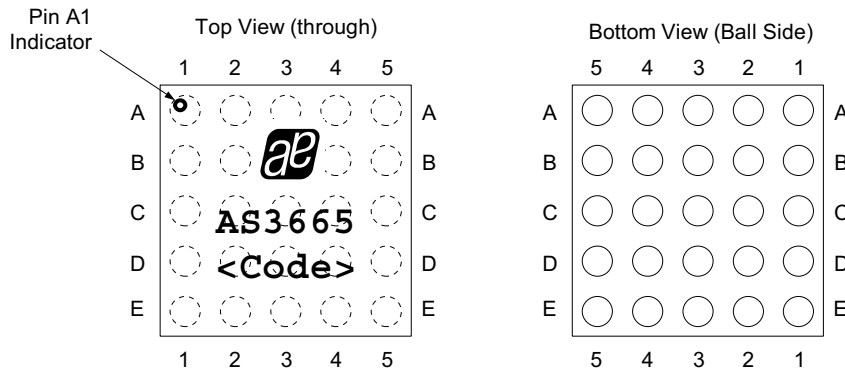 Pin A1
Indicator
Top View (through)
1 2 3 4 5
A A
B B
C C
D D
E E
ae
AS3665
<Code>
1 2 3 4 5
Bottom View (Ball Side)
5 4 3 2 1
A A
B B
C C
D D
E E
5 4 3 2 1